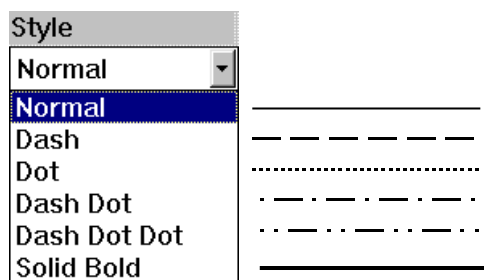 Style
Normal
Normal
Dash
Dot
Dash Dot
Dash Dot Dot
Solid Bold